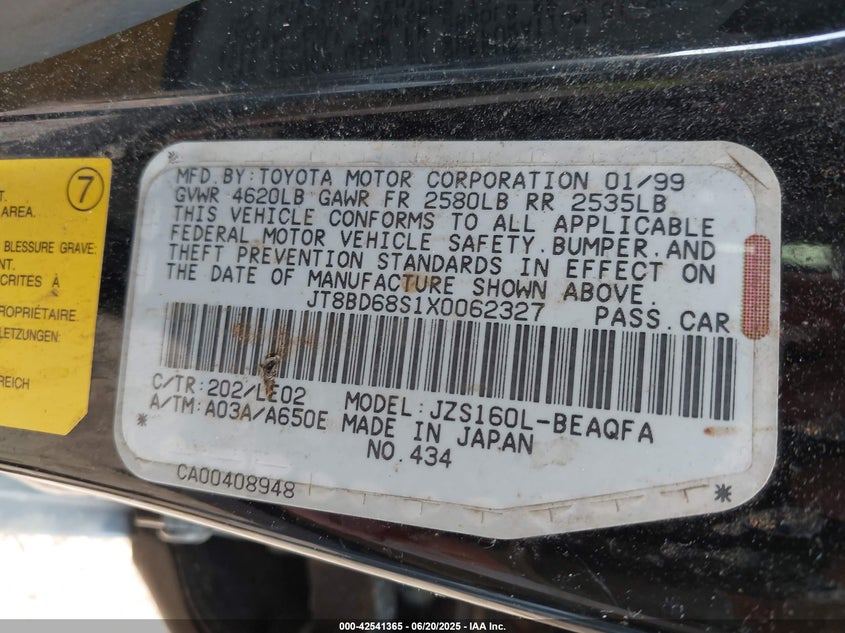 7
T.
AREA.
BLESSURE GRAVE:
NT.
CRITES À
PROPRIÉTAIRE.
LETZUNGEN:
REICH
MFD.BY:TOYOTA MOTOR CORPORATION 01/99
GVWR 4620LB GAWR FR 2580LB RR 2535LB
THIS VEHICLE CONFORMS TO ALL APPLICABLE
FEDERAL MOTOR VEHICLE SAFETY.BUMPER.AND
THEFT PREVENTION STANDARDS IN EFFECT ON
THE DATE OF MANUFACTURE SHOWN ABOVE.
JT8BD68S1X0062327 PASS.CAR
C/TR:202/LE02 MODEL:JZS160L-BEAQFA
A/TM:A03A/A650E MADE IN JAPAN
NO.434
CA00408948
000-42541365 - 06/20/2025 - IAA Inc.